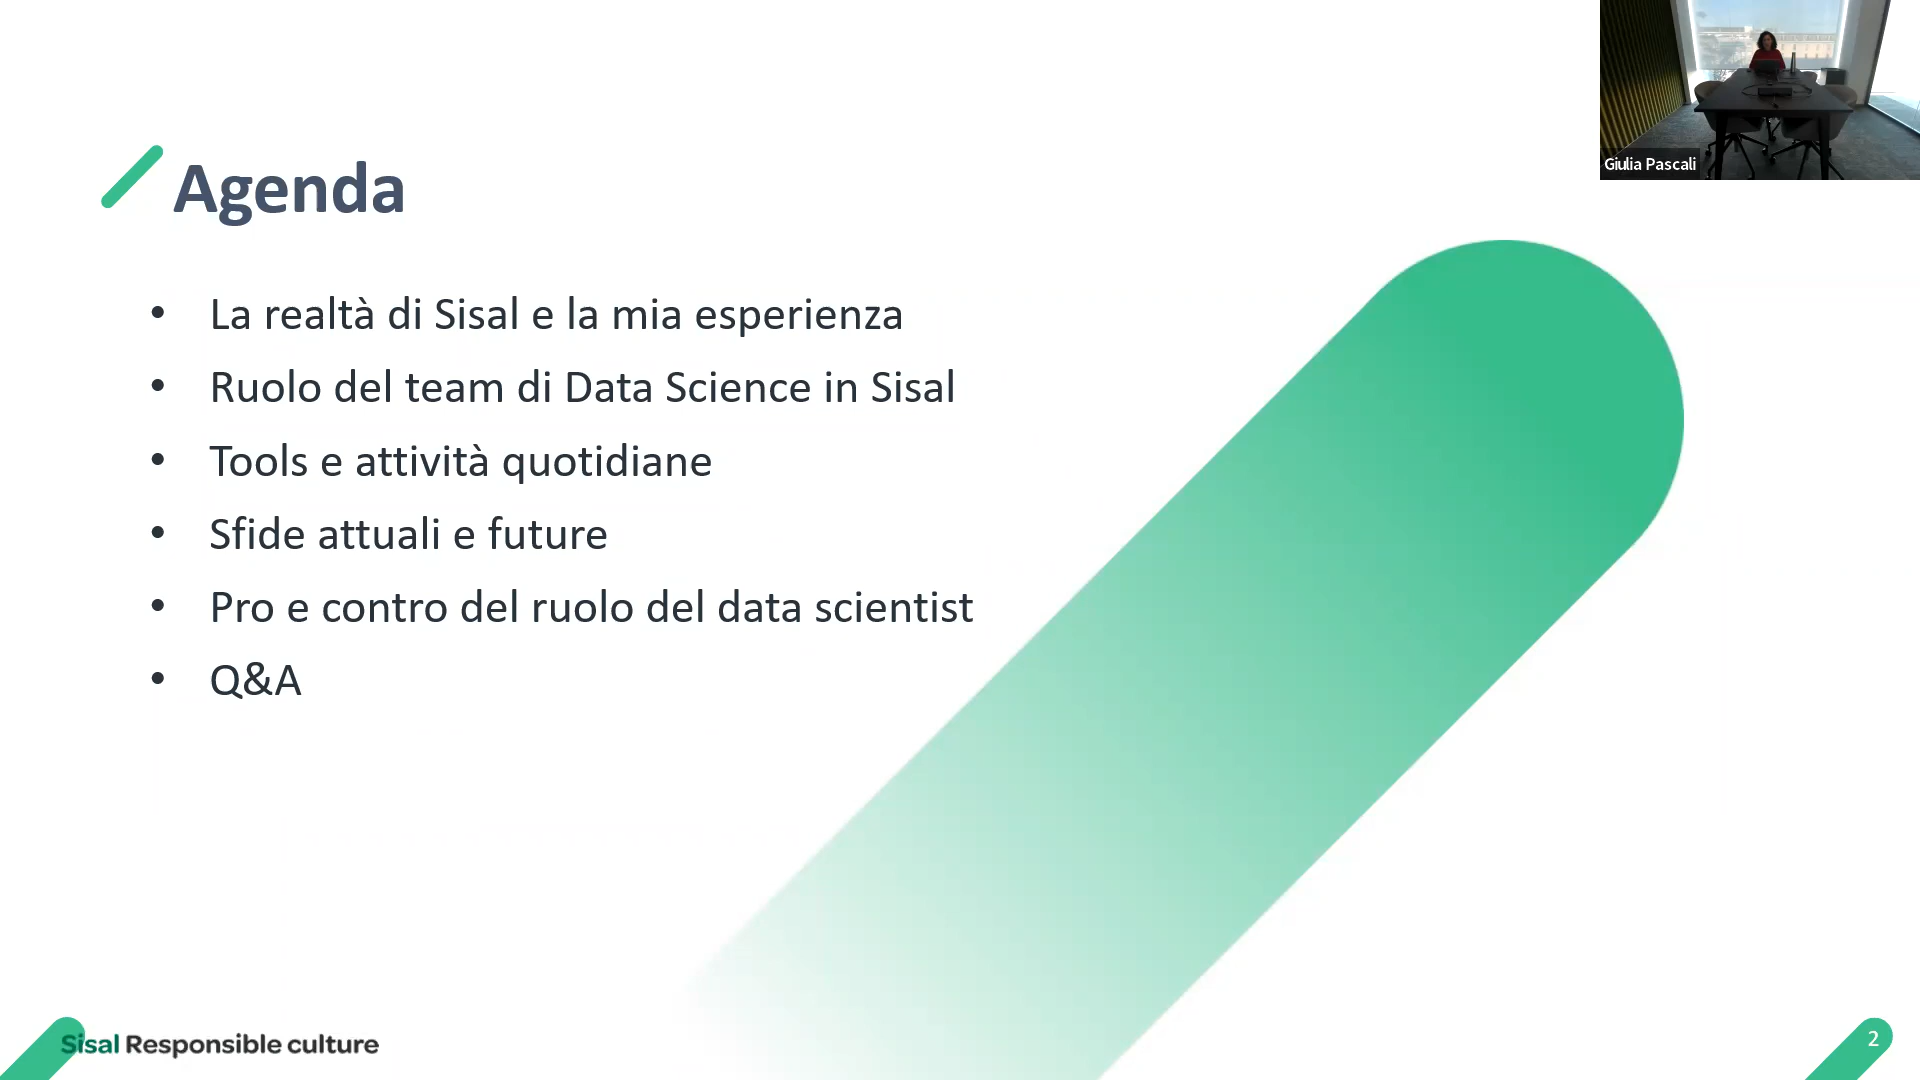 Agenda
• La realtà di Sisal e la mia esperienza
• Ruolo del team di Data Science in Sisal
• Tools e attività quotidiane
• Sfide attuali e future
• Pro e contro del ruolo del data scientist
• Q&A
Giulia Pascali
Sisal Responsible culture
2